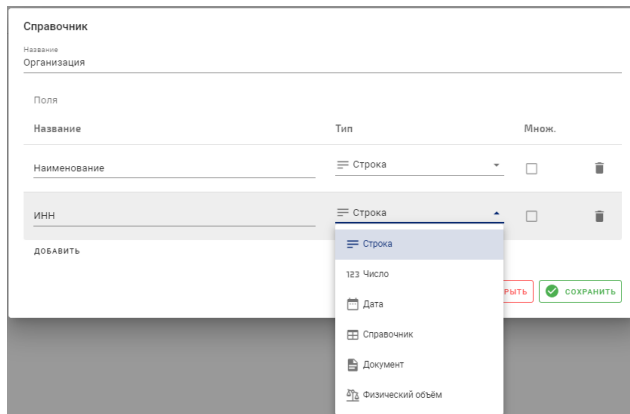 Справочник
Название
Организация
Поля
Название Тип Множ.
Наименование Строка
ИНН Строка
ДОБАВИТЬ
Строка
123 Число
РЫТЬ СОХРАНИТЬ
Дата
Справочник
Документ
Физический объём